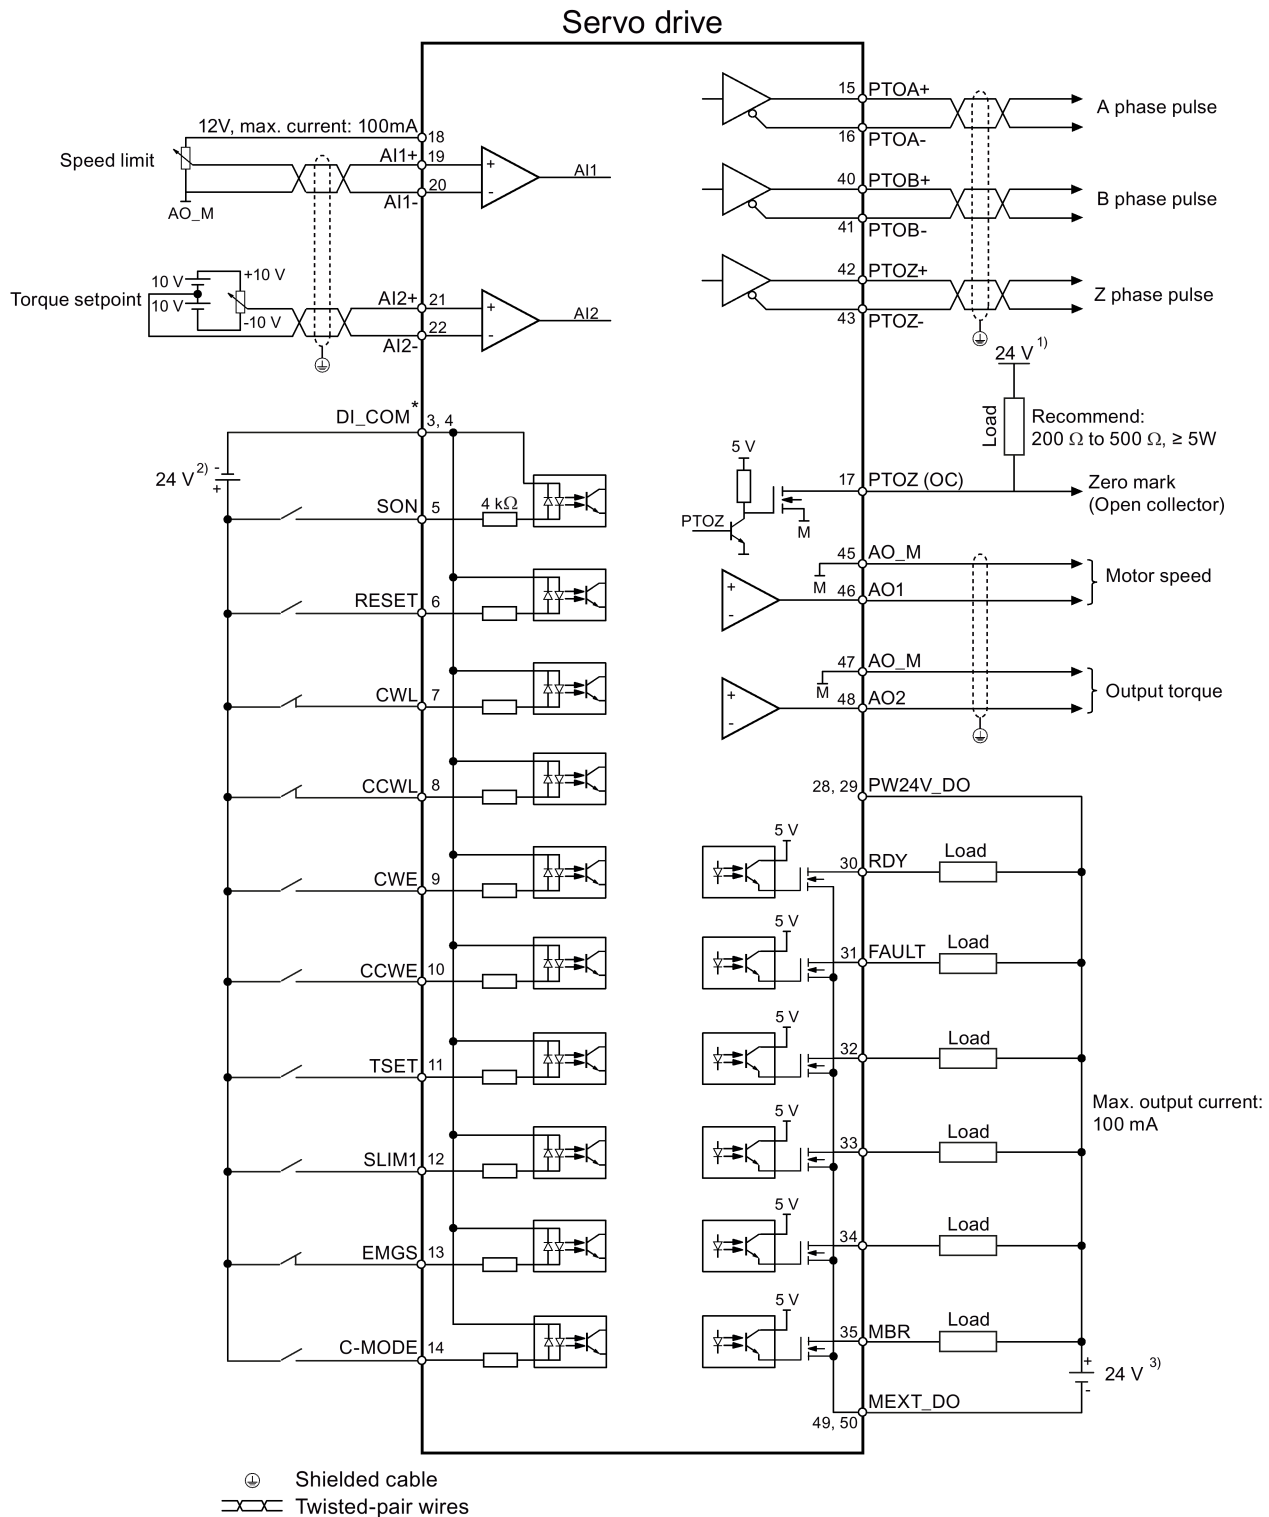 Servo drive
12V, max. current: 100mA
18
Speed limit
AI1+
19
+
AI1
20
-
AI1-
AO_M
10 V
+10 V
10 V
-10 V
Torque setpoint
AI2+
21
+
AI2
22
-
AI2-
DI_COM*
3, 4
24 V 2)
-
+
SON
5
4 kΩ
RESET
6
CWL
7
CCWL
8
CWE
9
CCWE
10
TSET
11
SLIM1
12
EMGS
13
C-MODE
14
15
PTOA+
A phase pulse
16
PTOA-
40
PTOB+
B phase pulse
41
PTOB-
42
PTOZ+
Z phase pulse
43
PTOZ-
24 V 1)
Load
Recommend:
200 Ω to 500 Ω, ≥ 5W
5 V
17
PTOZ (OC)
Zero mark
(Open collector)
PTOZ
M
45
AO_M
M
Motor speed
+
-
46
AO1
47
AO_M
M
Output torque
+
-
48
AO2
28, 29
PW24V_DO
5 V
30
RDY
Load
5 V
31
FAULT
Load
5 V
32
Load
Max. output current:
100 mA
5 V
33
Load
5 V
34
Load
5 V
35
MBR
Load
+
24 V 3)
-
MEXT_DO
49, 50
Shielded cable
Twisted-pair wires